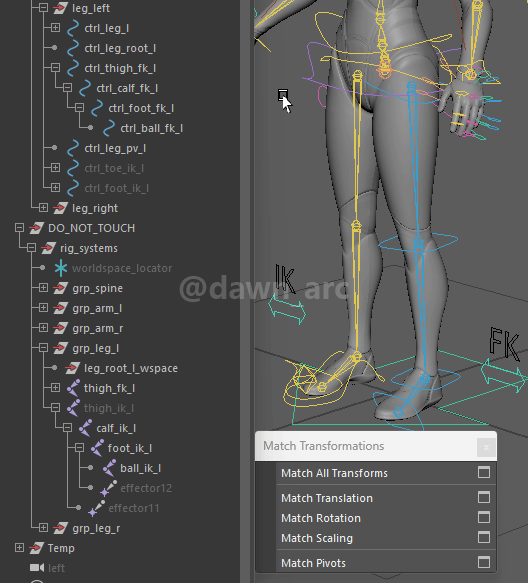 leg_left
ctrl_leg_l
ctrl_leg_root_l
ctrl_thigh_fk_l
ctrl_calf_fk_l
ctrl_foot_fk_l
ctrl_ball_fk_l
ctrl_leg_pv_l
ctrl_toe_ik_l
ctrl_foot_ik_l
leg_right
DO_NOT_TOUCH
rig_systems
worldspace_locator
grp_spine
grp_arm_l
grp_arm_r
grp_leg_l
leg_root_l_wspace
thigh_fk_l
thigh_ik_l
calf_ik_l
foot_ik_l
ball_ik_l
effector12
effector11
grp_leg_r
Temp
left
@dawn_arc
IK
FK
Match Transformations
x
Match All Transforms
Match Translation
Match Rotation
Match Scaling
Match Pivots